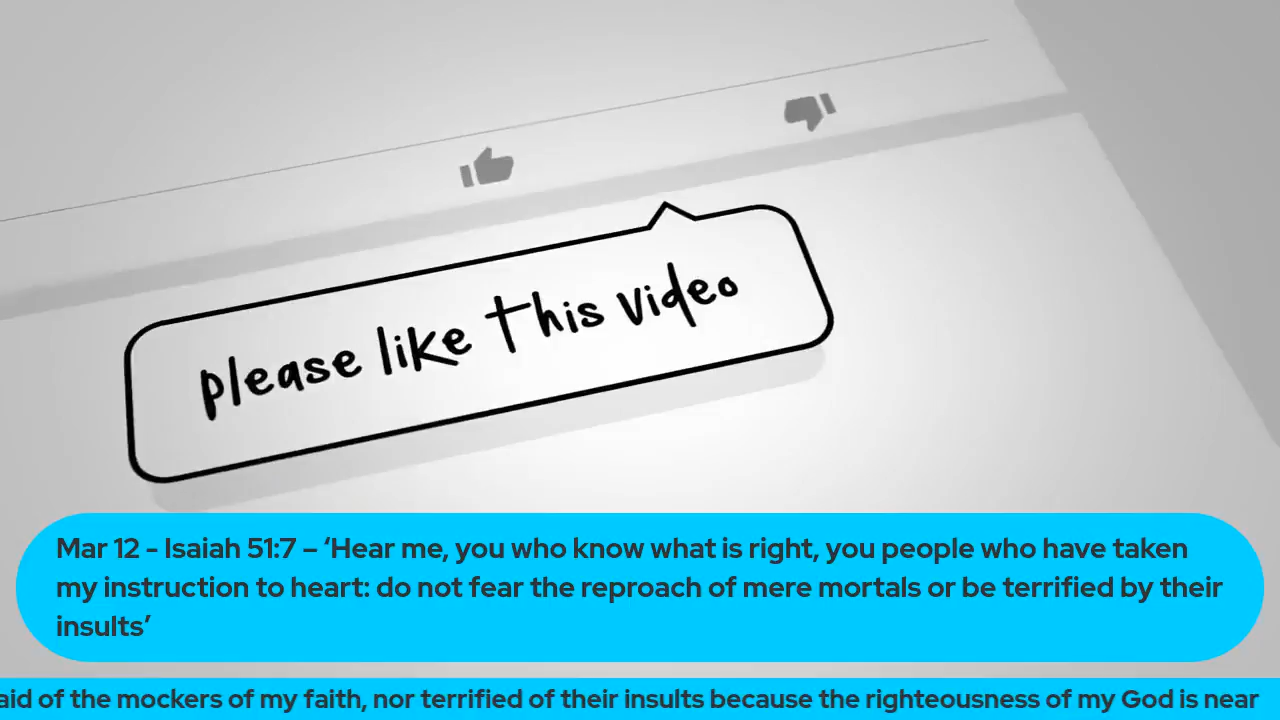 please like this video
Mar 12 - Isaiah 51:7 – ‘Hear me, you who know what is right, you people who have taken
my instruction to heart: do not fear the reproach of mere mortals or be terrified by their
insults’
of the mockers of my faith, nor terrified of their insults because the righteousness of my God is near